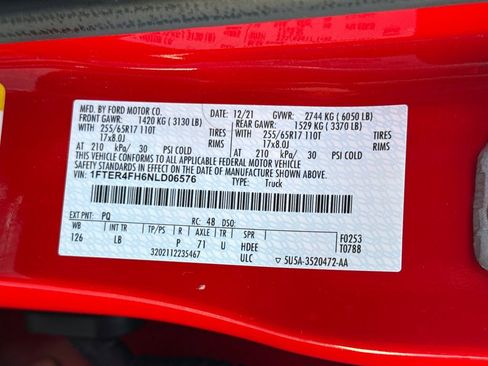 MFD. BY FORD MOTOR CO. 12/21 GVWR: 2744 KG ( 6050 LB)
FRONT GAWR: 1420 KG ( 3130 LB) REAR GAWR: 1529 KG ( 3370 LB)
WITH 255/65R17 110T TIRES WITH 255/65R17 110T TIRES
17x8.0J RIMS 17x8.0J RIMS
AT 210 kPa/ 30 PSI COLD AT 210 kPa/ 30 PSI COLD
THIS VEHICLE CONFORMS TO ALL APPLICABLE FEDERAL MOTOR VEHICLE
SAFETY STANDARDS IN EFFECT ON THE DATE OF MANUFACTURE SHOWN ABOVE.
VIN: 1FTER4FH6NLD06576 TYPE: Truck
EXT PNT: PQ RC: 48 DSO: F0253
WB BRK INT TR TP/PS R AXLE TR SPR T0788
126 LB P 71 U HDEE
3202112235467 ULC ▽ 5U5A-3520472-AA